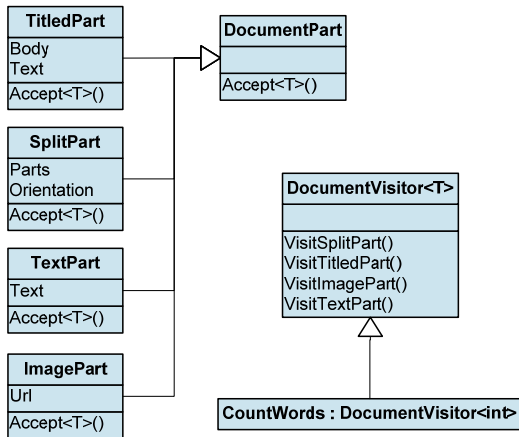 TitledPart
Body
Text
Accept<T>()
DocumentPart
Accept<T>()
SplitPart
Parts
Orientation
Accept<T>()
DocumentVisitor<T>
VisitSplitPart()
VisitTitledPart()
VisitImagePart()
VisitTextPart()
TextPart
Text
Accept<T>()
ImagePart
Url
Accept<T>()
CountWords : DocumentVisitor<int>